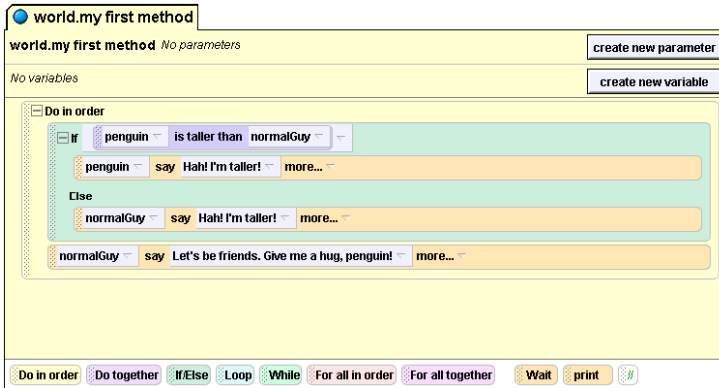 world.my first method
world.my first method No parameters create new parameter
No variables create new variable
Do in order
If penguin is taller than normalGuy
penguin say Hah! I'm taller! more...
Else
normalGuy say Hah! I'm taller! more...
normalGuy say Let's be friends. Give me a hug, penguin! more...
Do in order Do together If/Else Loop While For all in order For all together Wait print //